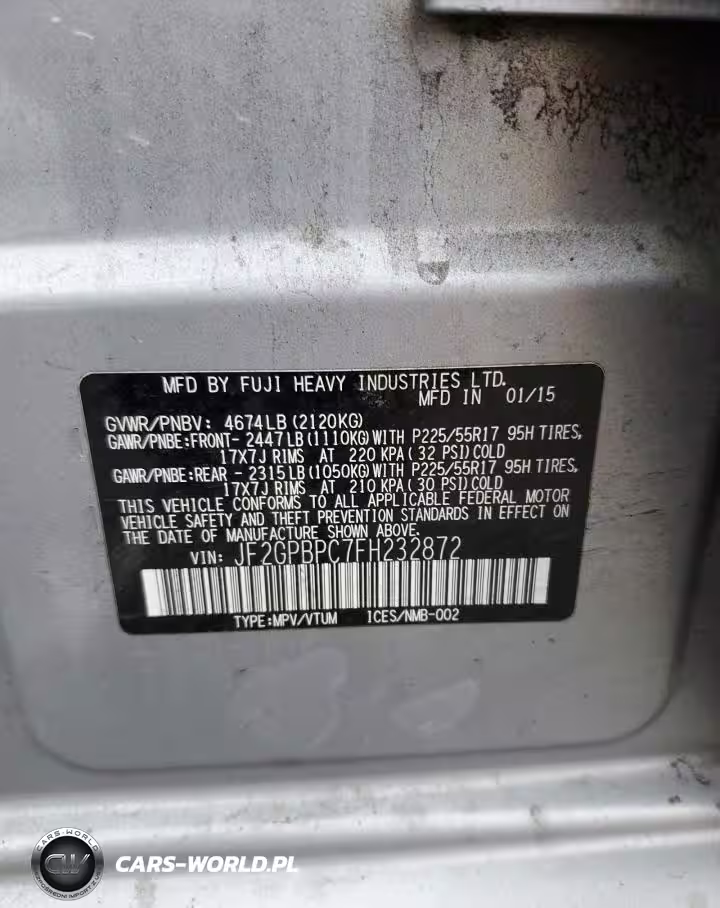 MFD BY FUJI HEAVY INDUSTRIES LTD.
MFD IN 01/15
GVWR/PNBV: 4674LB(2120KG)
GAWR/PNBE:FRONT- 2447LB(1110KG)WITH P225/55R17 95H TIRES,
17X7J RIMS AT 220 KPA(32 PSI)COLD
GAWR/PNBE:REAR - 2315LB(1050KG)WITH P225/55R17 95H TIRES,
17X7J RIMS AT 210 KPA(30 PSI)COLD
THIS VEHICLE CONFORMS TO ALL APPLICABLE FEDERAL MOTOR
VEHICLE SAFETY AND THEFT PREVENTION STANDARDS IN EFFECT ON
THE DATE OF MANUFACTURE SHOWN ABOVE.
VIN: JF2GPBPC7FH232872
TYPE:MPV/VTUM ICES/NMB-002
CARS-WORLD
CW
CARS-WORLD.PL